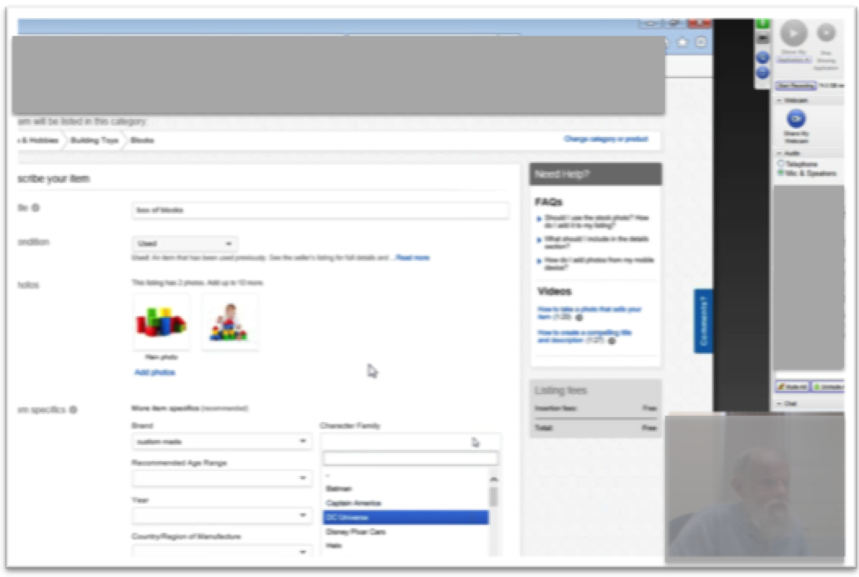 em will be listed in this category:
& Hobbies
Building Toys
Blocks
Change category or product
scribe your item
tle
box of blocks
ondition
Used
Used: An item that has been used previously. See the seller's listing for full details and ... Read more
hotos
This listing has 2 photos. Add up to 10 more.
Main photo
Add photos
em specifics
More item specifics (recommended)
Brand
custom made
Recommended Age Range
Year
Country/Region of Manufacture
Character Family
-
Batman
Captain America
DC Universe
Disney Pixar Cars
Halo
Need Help?
FAQs
Should I use the stock photo? How
do I add it to my listing?
What should I include in the details
section?
How do I add photos from my mobile
device?
Videos
How to take a photo that sells your
item (1:20)
How to create a compelling title
and description (1:27)
Listing fees
Insertion fees:
Free
Total:
Free
Comments?
Share My
Stop
Sharing
Application
Start Recording
Webcam
Share My
Webcam
Audio
Telephone
Mic & Speakers
Mute All
Unmute
Chat